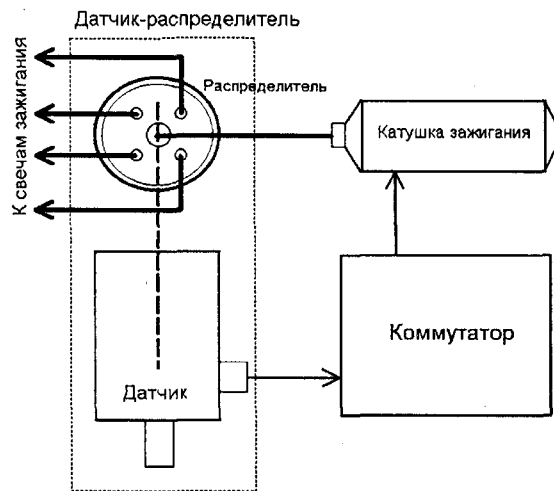 Датчик-распределитель
Распределитель
К свечам зажигания
Катушка зажигания
Коммутатор
Датчик